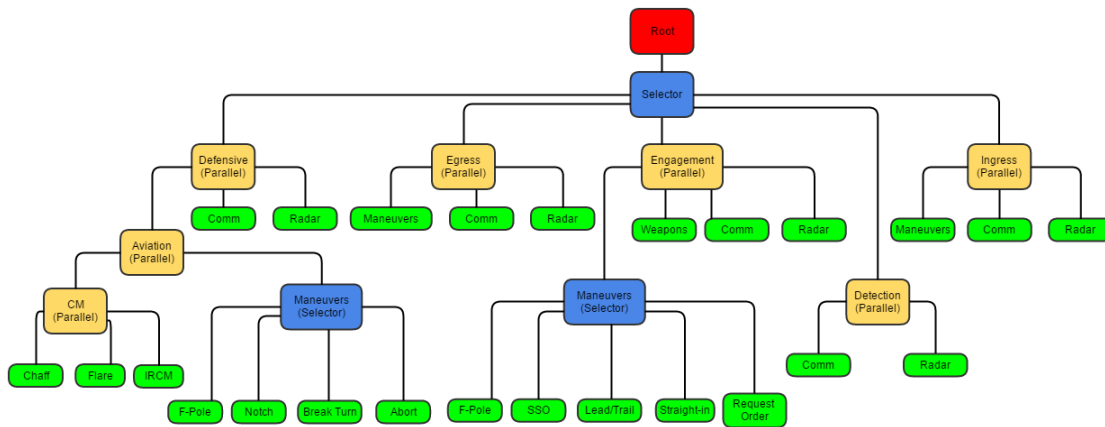 Root
Selector
Defensive
(Parallel)
Egress
(Parallel)
Engagement
(Parallel)
Ingress
(Parallel)
Comm
Radar
Maneuvers
Comm
Radar
Weapons
Comm
Radar
Maneuvers
Comm
Radar
Aviation
(Parallel)
CM
(Parallel)
Maneuvers
(Selector)
Maneuvers
(Selector)
Detection
(Parallel)
Chaff
Flare
IRCM
Comm
Radar
F-Pole
Notch
Break Turn
Abort
F-Pole
SSO
Lead/Trail
Straight-in
Request
Order